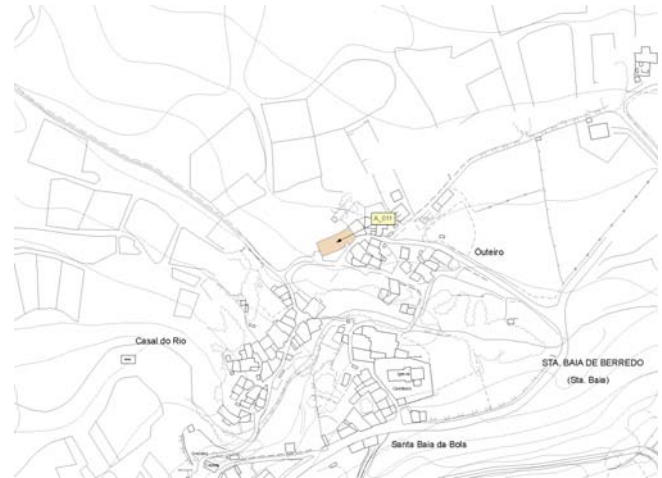 A_011
Outeiro
Casal do Rio
STA. BAIA DE BERREDO
(Sta. Baia)
Santa Baia da Bola